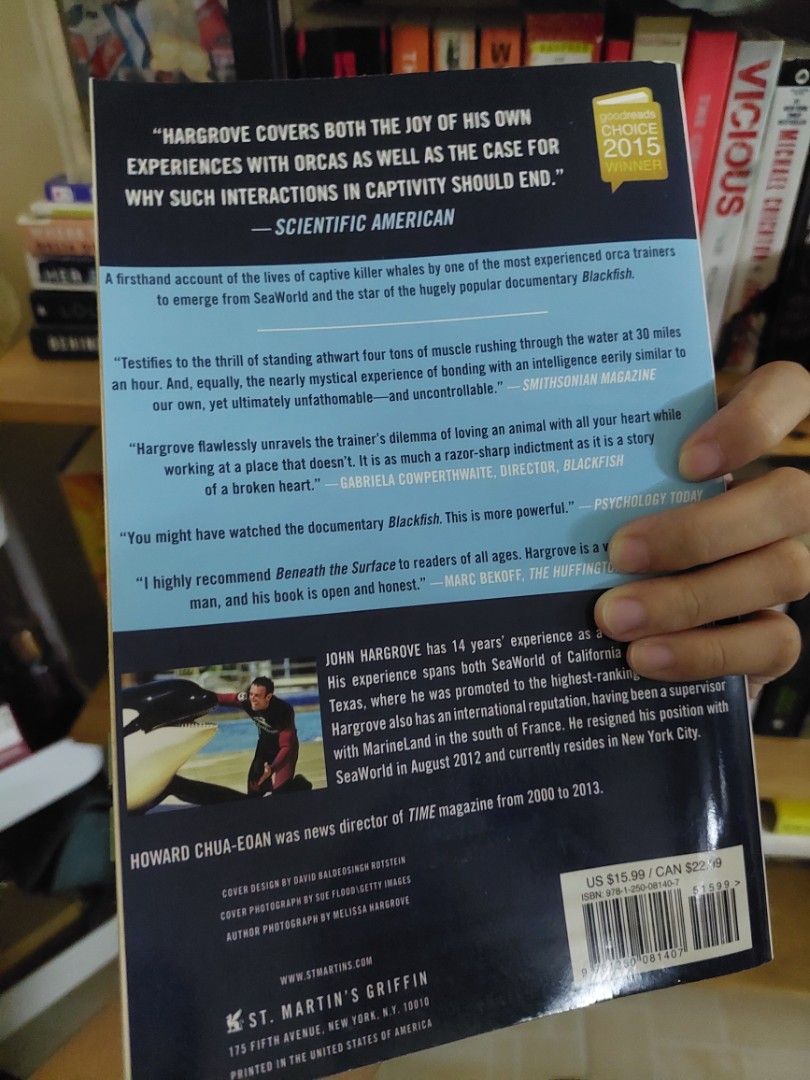 “HARGROVE COVERS BOTH THE JOY OF HIS OWN
EXPERIENCES WITH ORCAS AS WELL AS THE CASE FOR
WHY SUCH INTERACTIONS IN CAPTIVITY SHOULD END.”
— SCIENTIFIC AMERICAN
goodreads
CHOICE
2015
WINNER
A firsthand account of the lives of captive killer whales by one of the most experienced orca trainers
to emerge from SeaWorld and the star of the hugely popular documentary Blackfish.
“Testifies to the thrill of standing athwart four tons of muscle rushing through the water at 30 miles
an hour. And, equally, the nearly mystical experience of bonding with an intelligence eerily similar to
our own, yet ultimately unfathomable—and uncontrollable.” — SMITHSONIAN MAGAZINE
“Hargrove flawlessly unravels the trainer’s dilemma of loving an animal with all your heart while
working at a place that doesn’t. It is as much a razor-sharp indictment as it is a story
of a broken heart.” — GABRIELA COWPERTHWAITE, DIRECTOR, BLACKFISH
“You might have watched the documentary Blackfish. This is more powerful.” — PSYCHOLOGY TODAY
“I highly recommend Beneath the Surface to readers of all ages. Hargrove is a
man, and his book is open and honest.” — MARC BEKOFF, THE
JOHN HARGROVE has 14 years’ experience as a
His experience spans both SeaWorld of California
Texas, where he was promoted to the highest-ranking
Hargrove also has an international reputation, having been a supervisor
with MarineLand in the south of France. He resigned his position with
SeaWorld in August 2012 and currently resides in New York City.
HOWARD CHUA-EOAN was news director of TIME magazine from 2000 to 2013.
COVER DESIGN BY DAVID BALDEOSINGH ROTSTEIN
COVER PHOTOGRAPH BY SUE FLOOD\GETTY IMAGES
AUTHOR PHOTOGRAPH BY MELISSA HARGROVE
WWW.STMARTINS.COM
ST. MARTIN’S GRIFFIN
175 FIFTH AVENUE, NEW YORK, N.Y. 10010
PRINTED IN THE UNITED STATES OF AMERICA
US $15.99 / CAN $22.99
ISBN: 978-1-250-08140-7
51599 >
081407
VICIOUS
MICHAEL CRICHTON